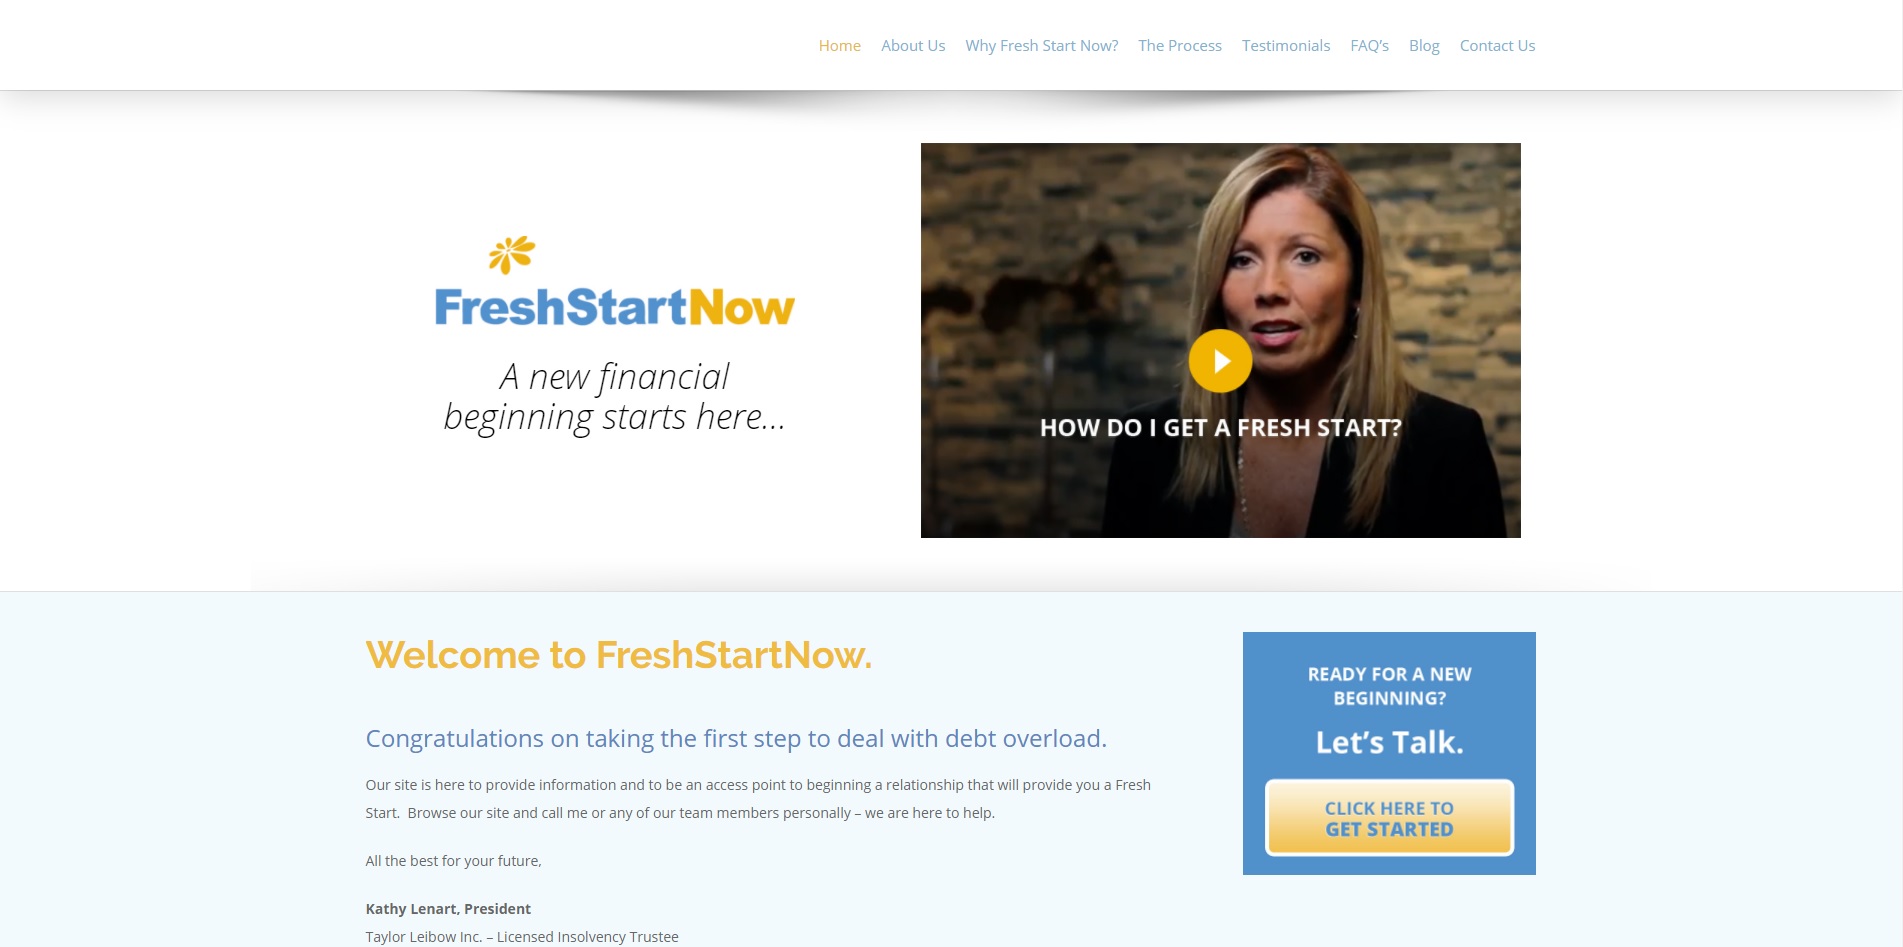 Home About Us Why Fresh Start Now? The Process Testimonials FAQ’s Blog Contact Us
FreshStartNow
A new financial
beginning starts here...
HOW DO I GET A FRESH START?
Welcome to FreshStartNow.
Congratulations on taking the first step to deal with debt overload.
Our site is here to provide information and to be an access point to beginning a relationship that will provide you a Fresh
Start.  Browse our site and call me or any of our team members personally – we are here to help.
All the best for your future,
Kathy Lenart, President
Taylor Leibow Inc. – Licensed Insolvency Trustee
READY FOR A NEW
BEGINNING?
Let’s Talk.
CLICK HERE TO
GET STARTED